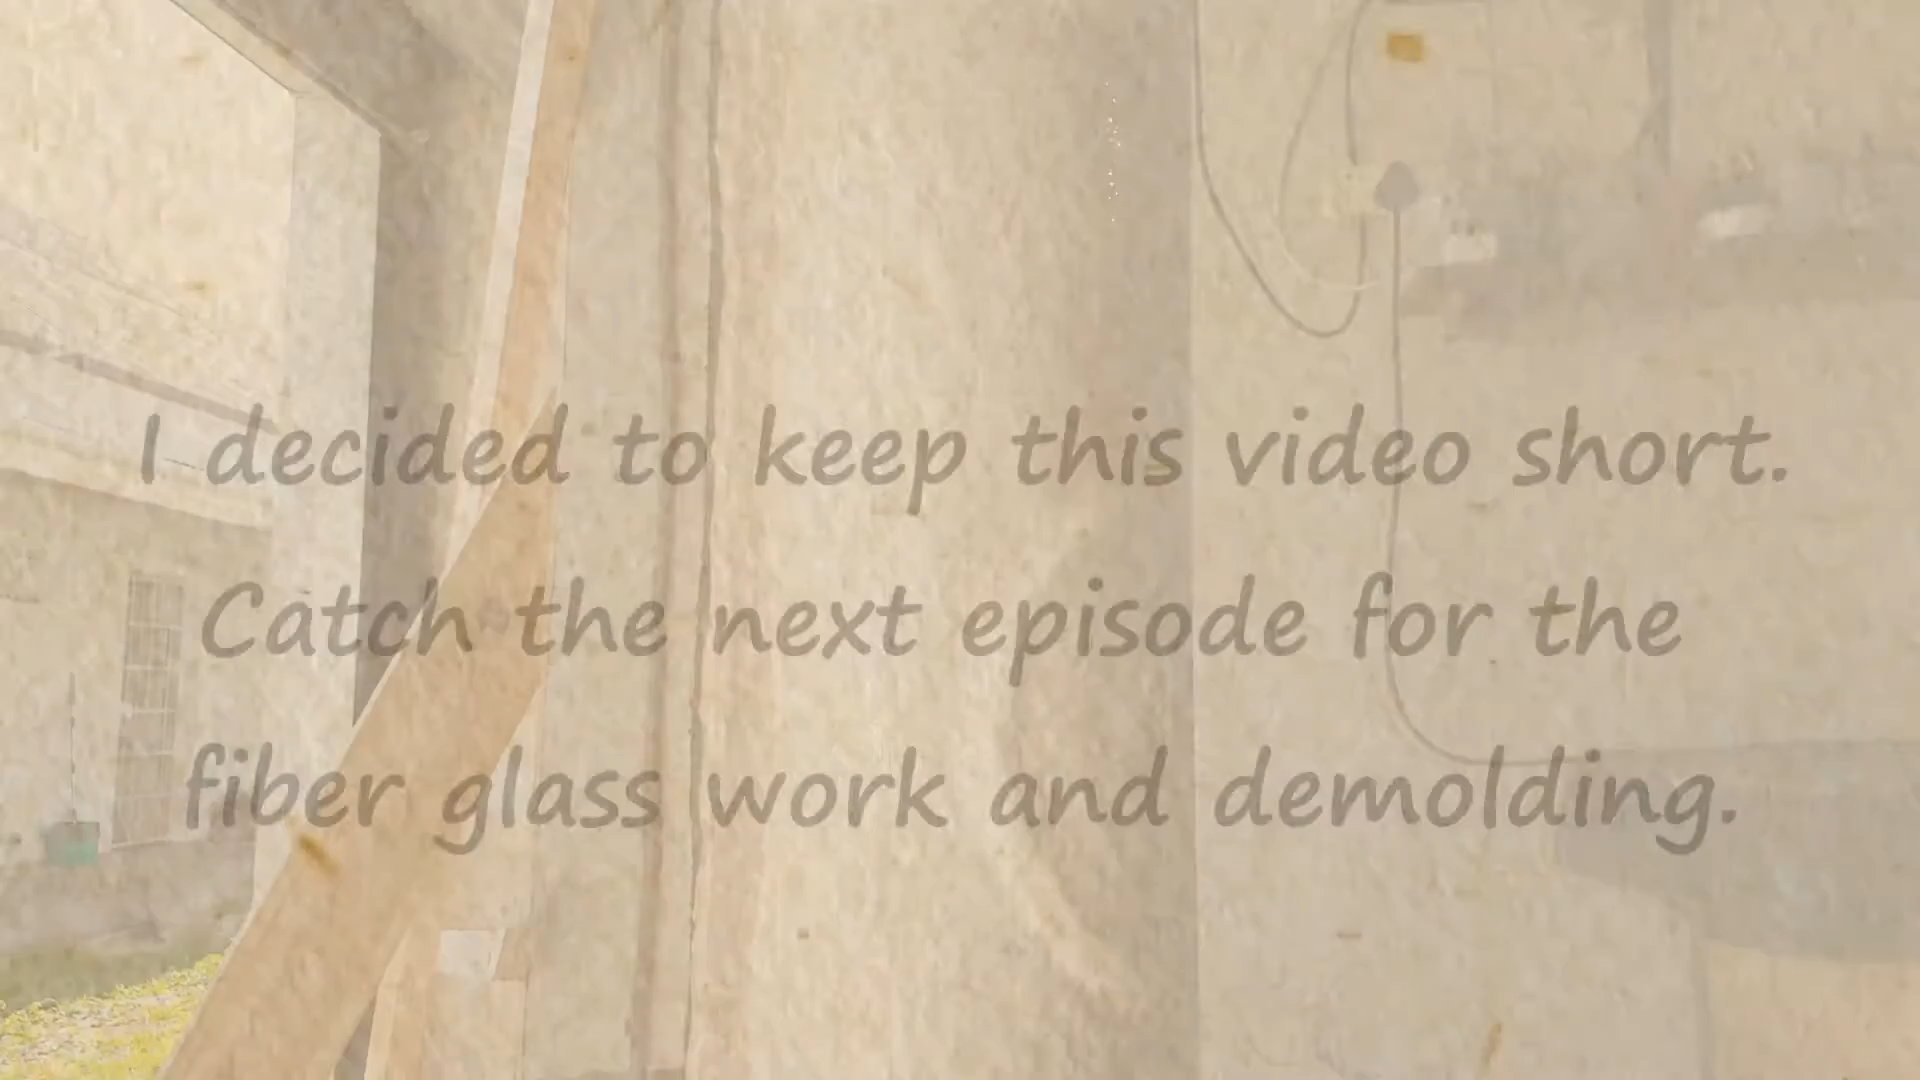 I decided to keep this video short.
Catch the next episode for the
fiber glass work and demolding.